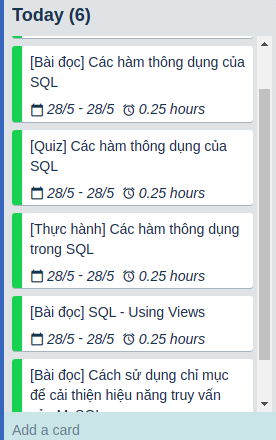 Today (6)
[Bài đọc] Các hàm thông dụng của
SQL
28/5 - 28/5 0.25 hours
[Quiz] Các hàm thông dụng của
SQL
28/5 - 28/5 0.25 hours
[Thực hành] Các hàm thông dụng
trong SQL
28/5 - 28/5 0.25 hours
[Bài đọc] SQL - Using Views
28/5 - 28/5 0.25 hours
[Bài đọc] Cách sử dụng chỉ mục
để cải thiện hiệu năng truy vấn
của MySQL
Add a card